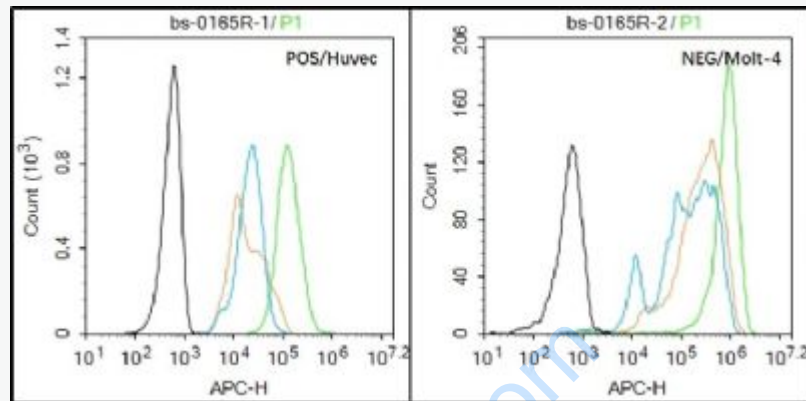 bs-0165R-1/P1
POS/Huvec
1.4
1.2
0.8
0.4
0
Count (10³)
10¹ 10² 10³ 10⁴ 10⁵ 10⁶ 10⁷·²
APC-H
bs-0165R-2/P1
NEG/Molt-4
206
160
120
80
40
0
Count
10¹ 10² 10³ 10⁴ 10⁵ 10⁶ 10⁷·²
APC-H
om